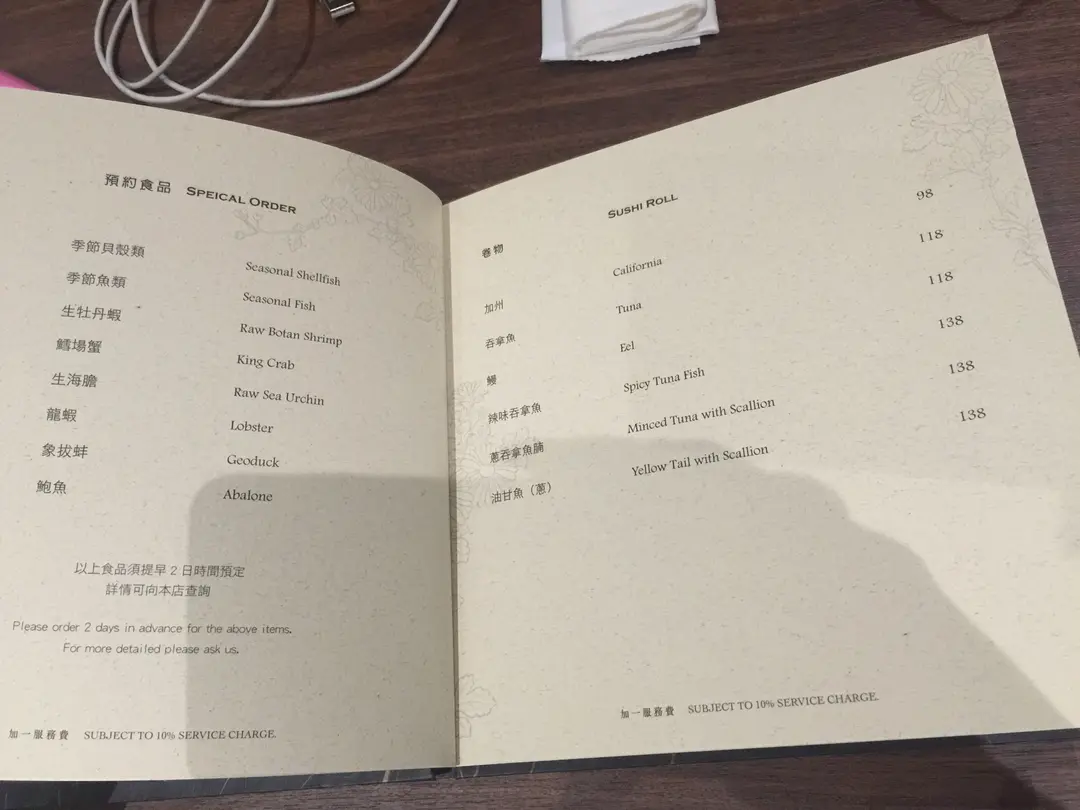 預約食品 SPEICAL ORDER
季節貝殼類 Seasonal Shellfish
季節魚類 Seasonal Fish
生牡丹蝦 Raw Botan Shrimp
鱈場蟹 King Crab
生海膽 Raw Sea Urchin
龍蝦 Lobster
象拔蚌 Geoduck
鮑魚 Abalone
以上食品須提早 2 日時間預定
詳情可向本店查詢
Please order 2 days in advance for the above items.
For more detailed please ask us.
加一服務費 SUBJECT TO 10% SERVICE CHARGE.
卷物 SUSHI ROLL
加州 California 98
吞拿魚 Tuna 118
鰻 Eel 118
辣味吞拿魚 Spicy Tuna Fish 138
蔥吞拿魚腩 Minced Tuna with Scallion 138
油甘魚（蔥） Yellow Tail with Scallion 138
加一服務費 SUBJECT TO 10% SERVICE CHARGE.